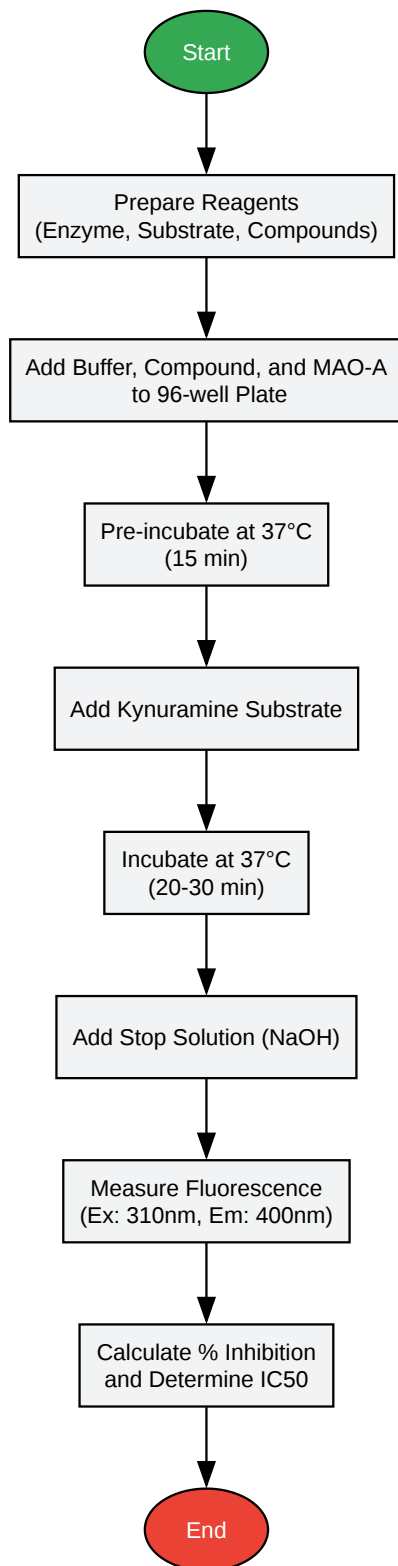 Start
Prepare Reagents
(Enzyme, Substrate, Compounds)
Add Buffer, Compound, and MAO-A
to 96-well Plate
Pre-incubate at 37°C
(15 min)
Add Kynuramine Substrate
Incubate at 37°C
(20-30 min)
Add Stop Solution (NaOH)
Measure Fluorescence
(Ex: 310nm, Em: 400nm)
Calculate % Inhibition
and Determine IC50
End